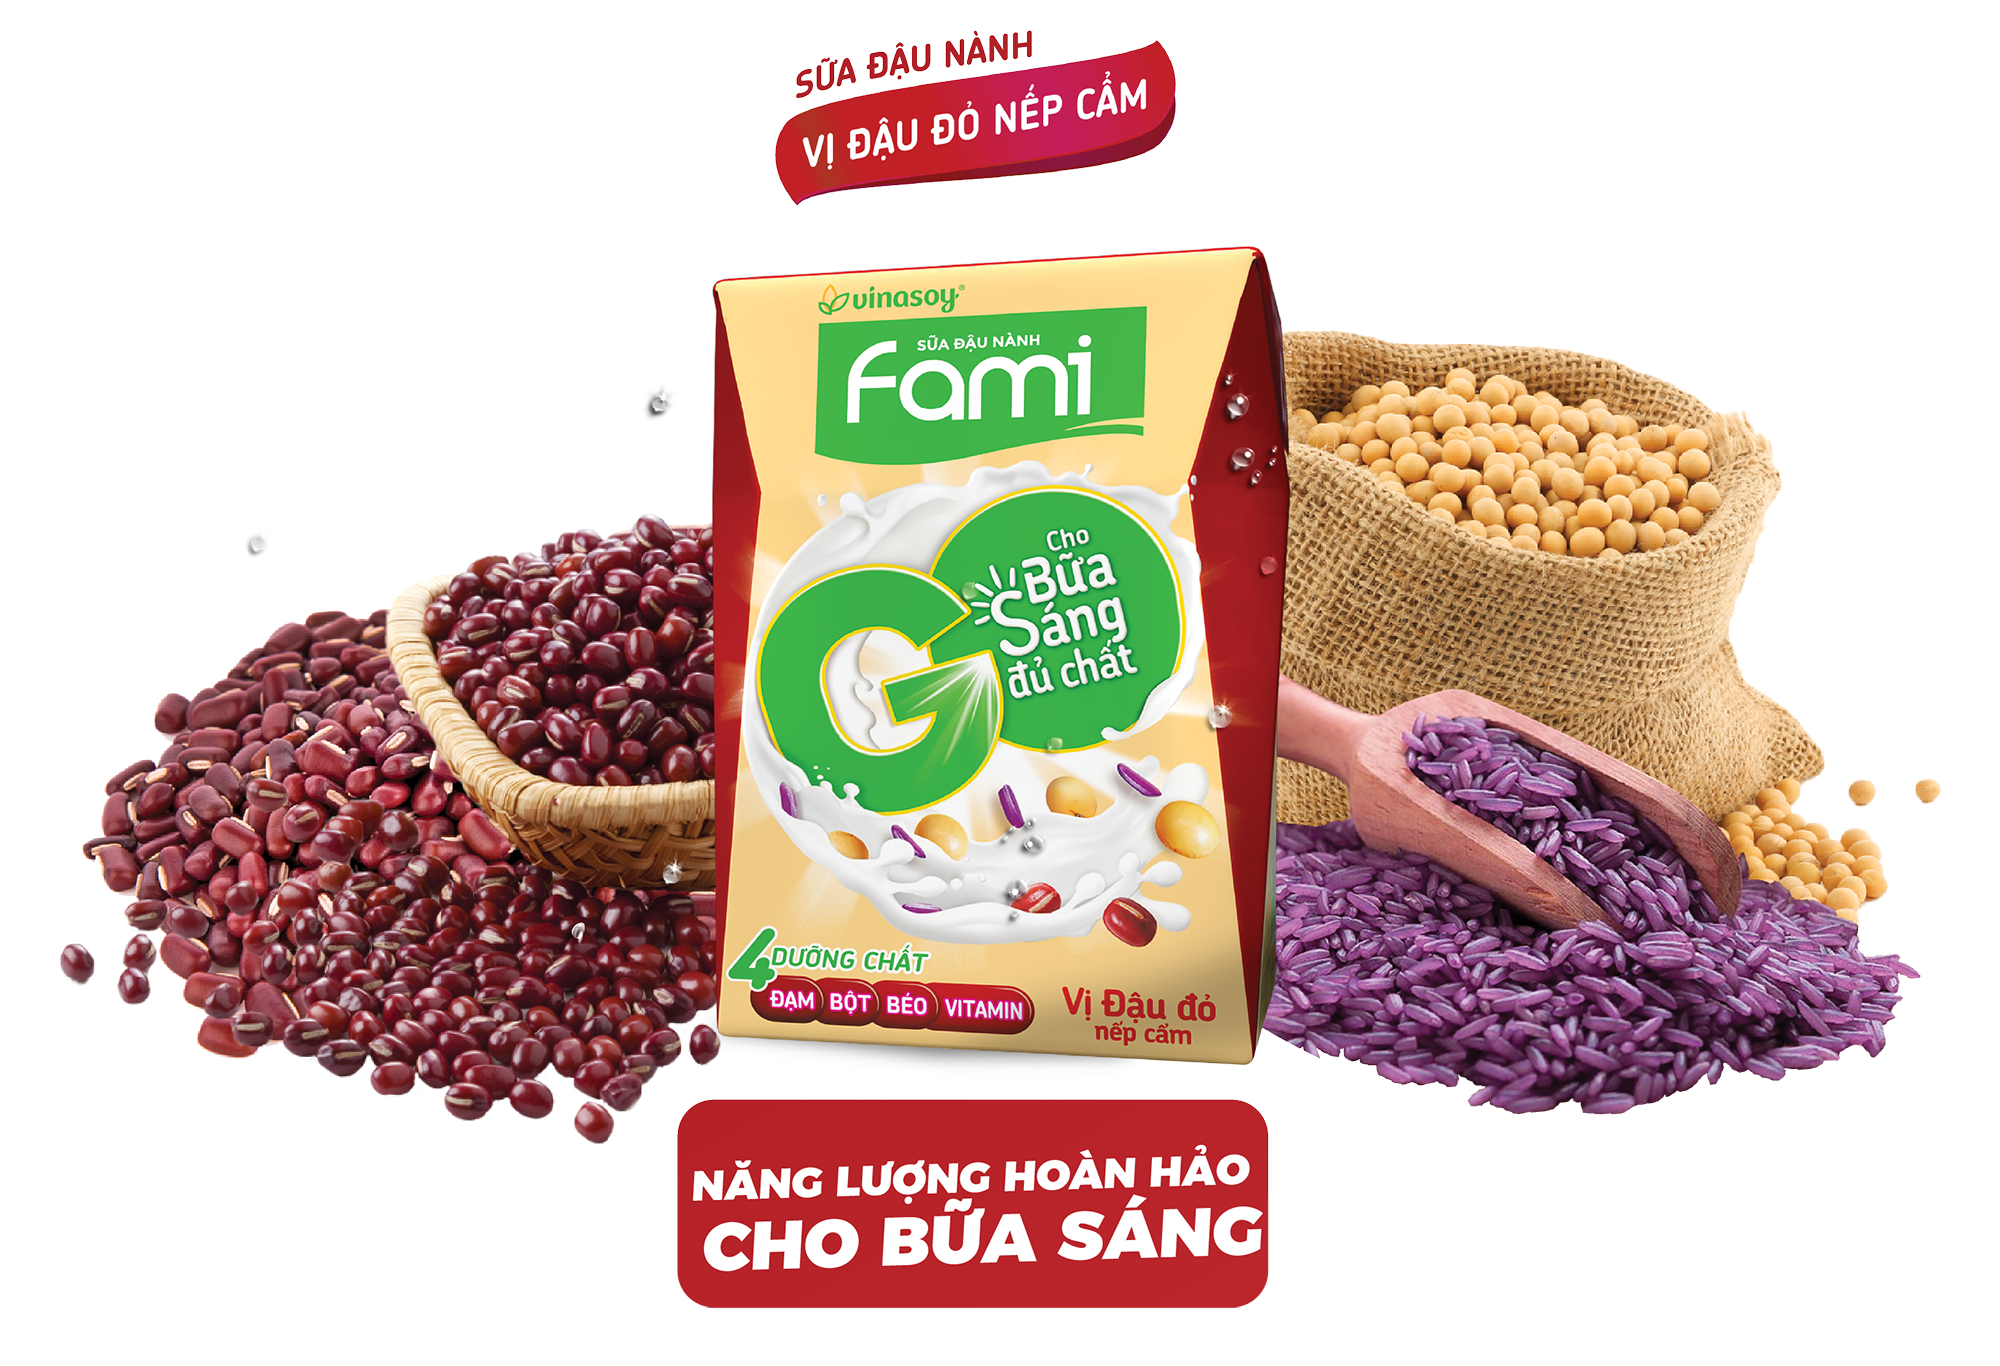 SỮA ĐẬU NÀNH
VỊ ĐẬU ĐỎ NẾP CẨM
vinasoy®
SỮA ĐẬU NÀNH
Fami
GO
Cho
Bữa
Sáng
đủ chất
4 DƯỠNG CHẤT
ĐẠM BỘT BÉO VITAMIN
Vị Đậu đỏ
nếp cẩm
NĂNG LƯỢNG HOÀN HẢO
CHO BỮA SÁNG